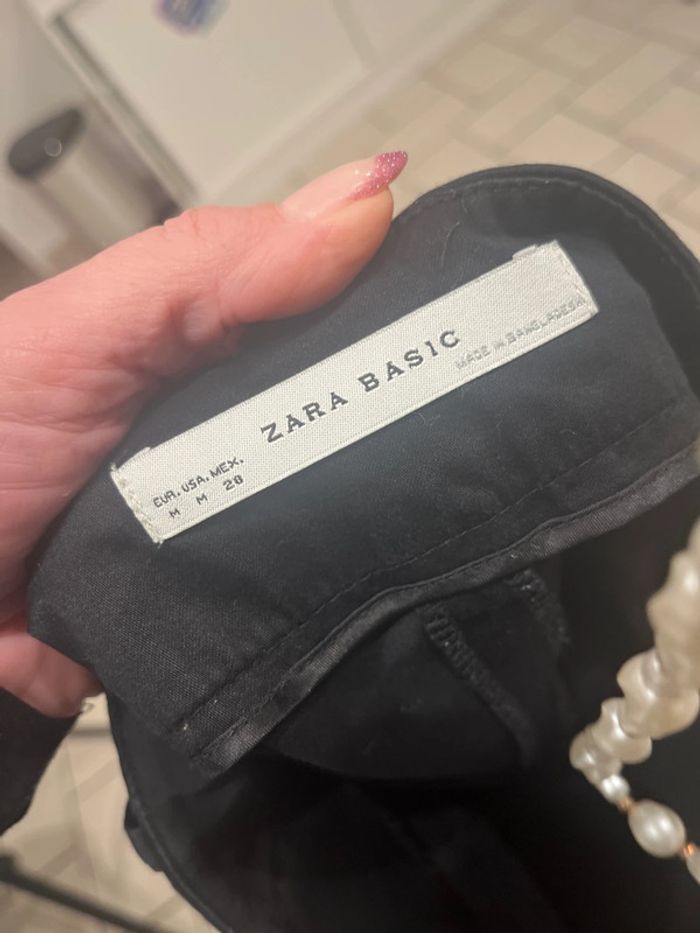 ZARA BASIC
MADE IN BANGLADESH
EUR. USA. MEX.
M M 28